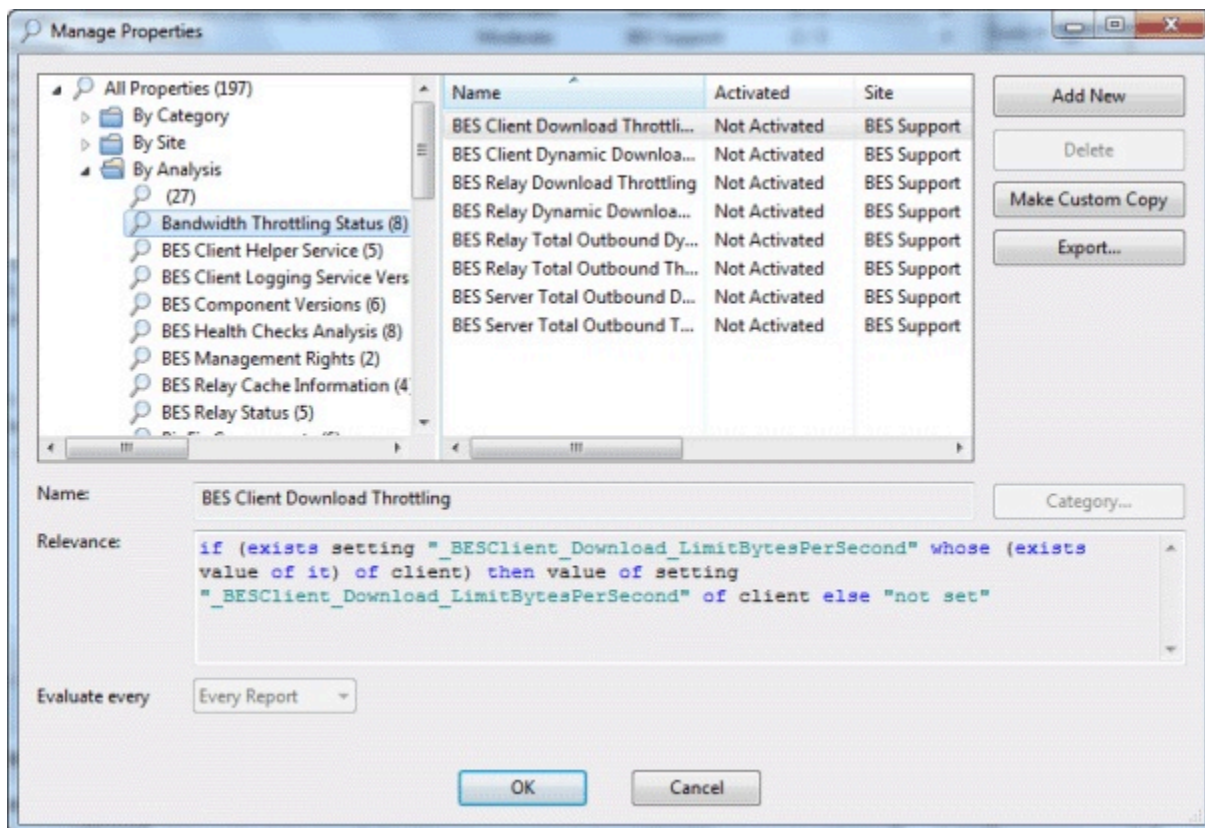 Manage Properties
All Properties (197)
By Category
By Site
By Analysis
(27)
Bandwidth Throttling Status (8)
BES Client Helper Service (5)
BES Client Logging Service Vers
BES Component Versions (6)
BES Health Checks Analysis (8)
BES Management Rights (2)
BES Relay Cache Information (4
BES Relay Status (5)
Name Activated Site
BES Client Download Throttli... Not Activated BES Support
BES Client Dynamic Downloa... Not Activated BES Support
BES Relay Download Throttling Not Activated BES Support
BES Relay Dynamic Downloa... Not Activated BES Support
BES Relay Total Outbound Dy... Not Activated BES Support
BES Relay Total Outbound Th... Not Activated BES Support
BES Server Total Outbound D... Not Activated BES Support
BES Server Total Outbound T... Not Activated BES Support
Add New
Delete
Make Custom Copy
Export...
Name: BES Client Download Throttling
Category...
Relevance:
if (exists setting "_BESClient_Download_LimitBytesPerSecond" whose (exists
value of it) of client) then value of setting
"_BESClient_Download_LimitBytesPerSecond" of client else "not set"
Evaluate every Every Report
OK Cancel